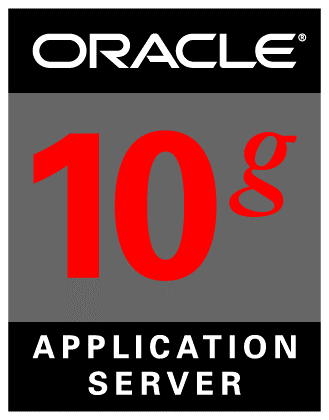 ORACLE®
10g
APPLICATION
SERVER